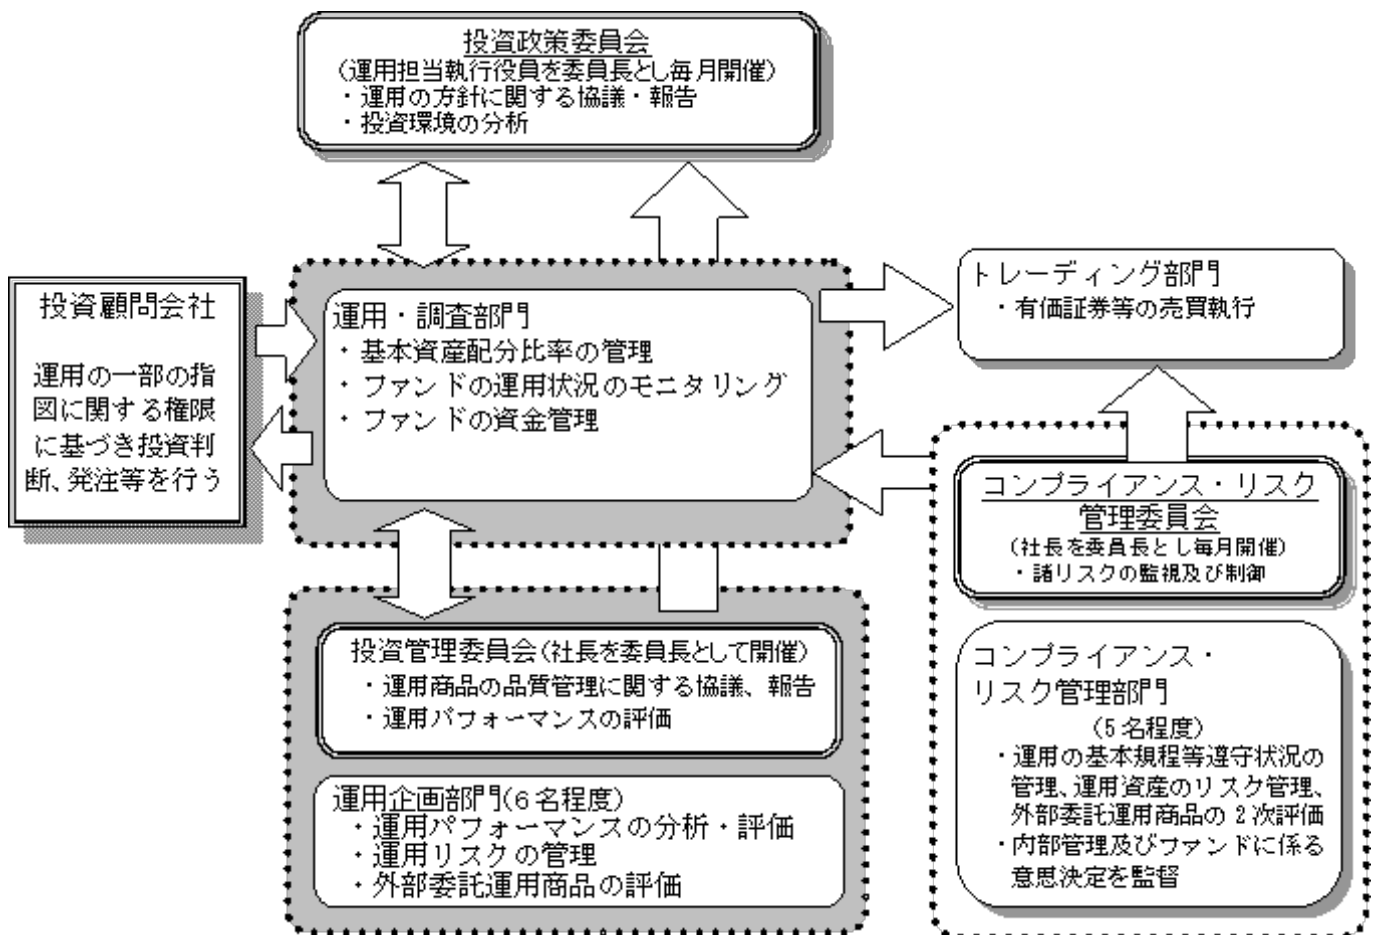 投資政策委員会
(運用担当執行役員を委員長とし毎月開催)
・運用の方針に関する協議・報告
・投資環境の分析
投資顧問会社
運用の一部の指
図に関する権限
に基づき投資判
断、発注等を行う
運用・調査部門
・基本資産配分比率の管理
・ファンドの運用状況のモニタリング
・ファンドの資金管理
トレーディング部門
・有価証券等の売買執行
コンプライアンス・リスク
管理委員会
(社長を委員長とし毎月開催)
・諸リスクの監視及び制御
投資管理委員会(社長を委員長として開催)
・運用商品の品質管理に関する協議、報告
・運用パフォーマンスの評価
運用企画部門(6名程度)
・運用パフォーマンスの分析・評価
・運用リスクの管理
・外部委託運用商品の評価
コンプライアンス・
リスク管理部門
(5名程度)
・運用の基本規程等遵守状況の
管理、運用資産のリスク管理、
外部委託運用商品の2次評価
・内部管理及びファンドに係る
意思決定を監督